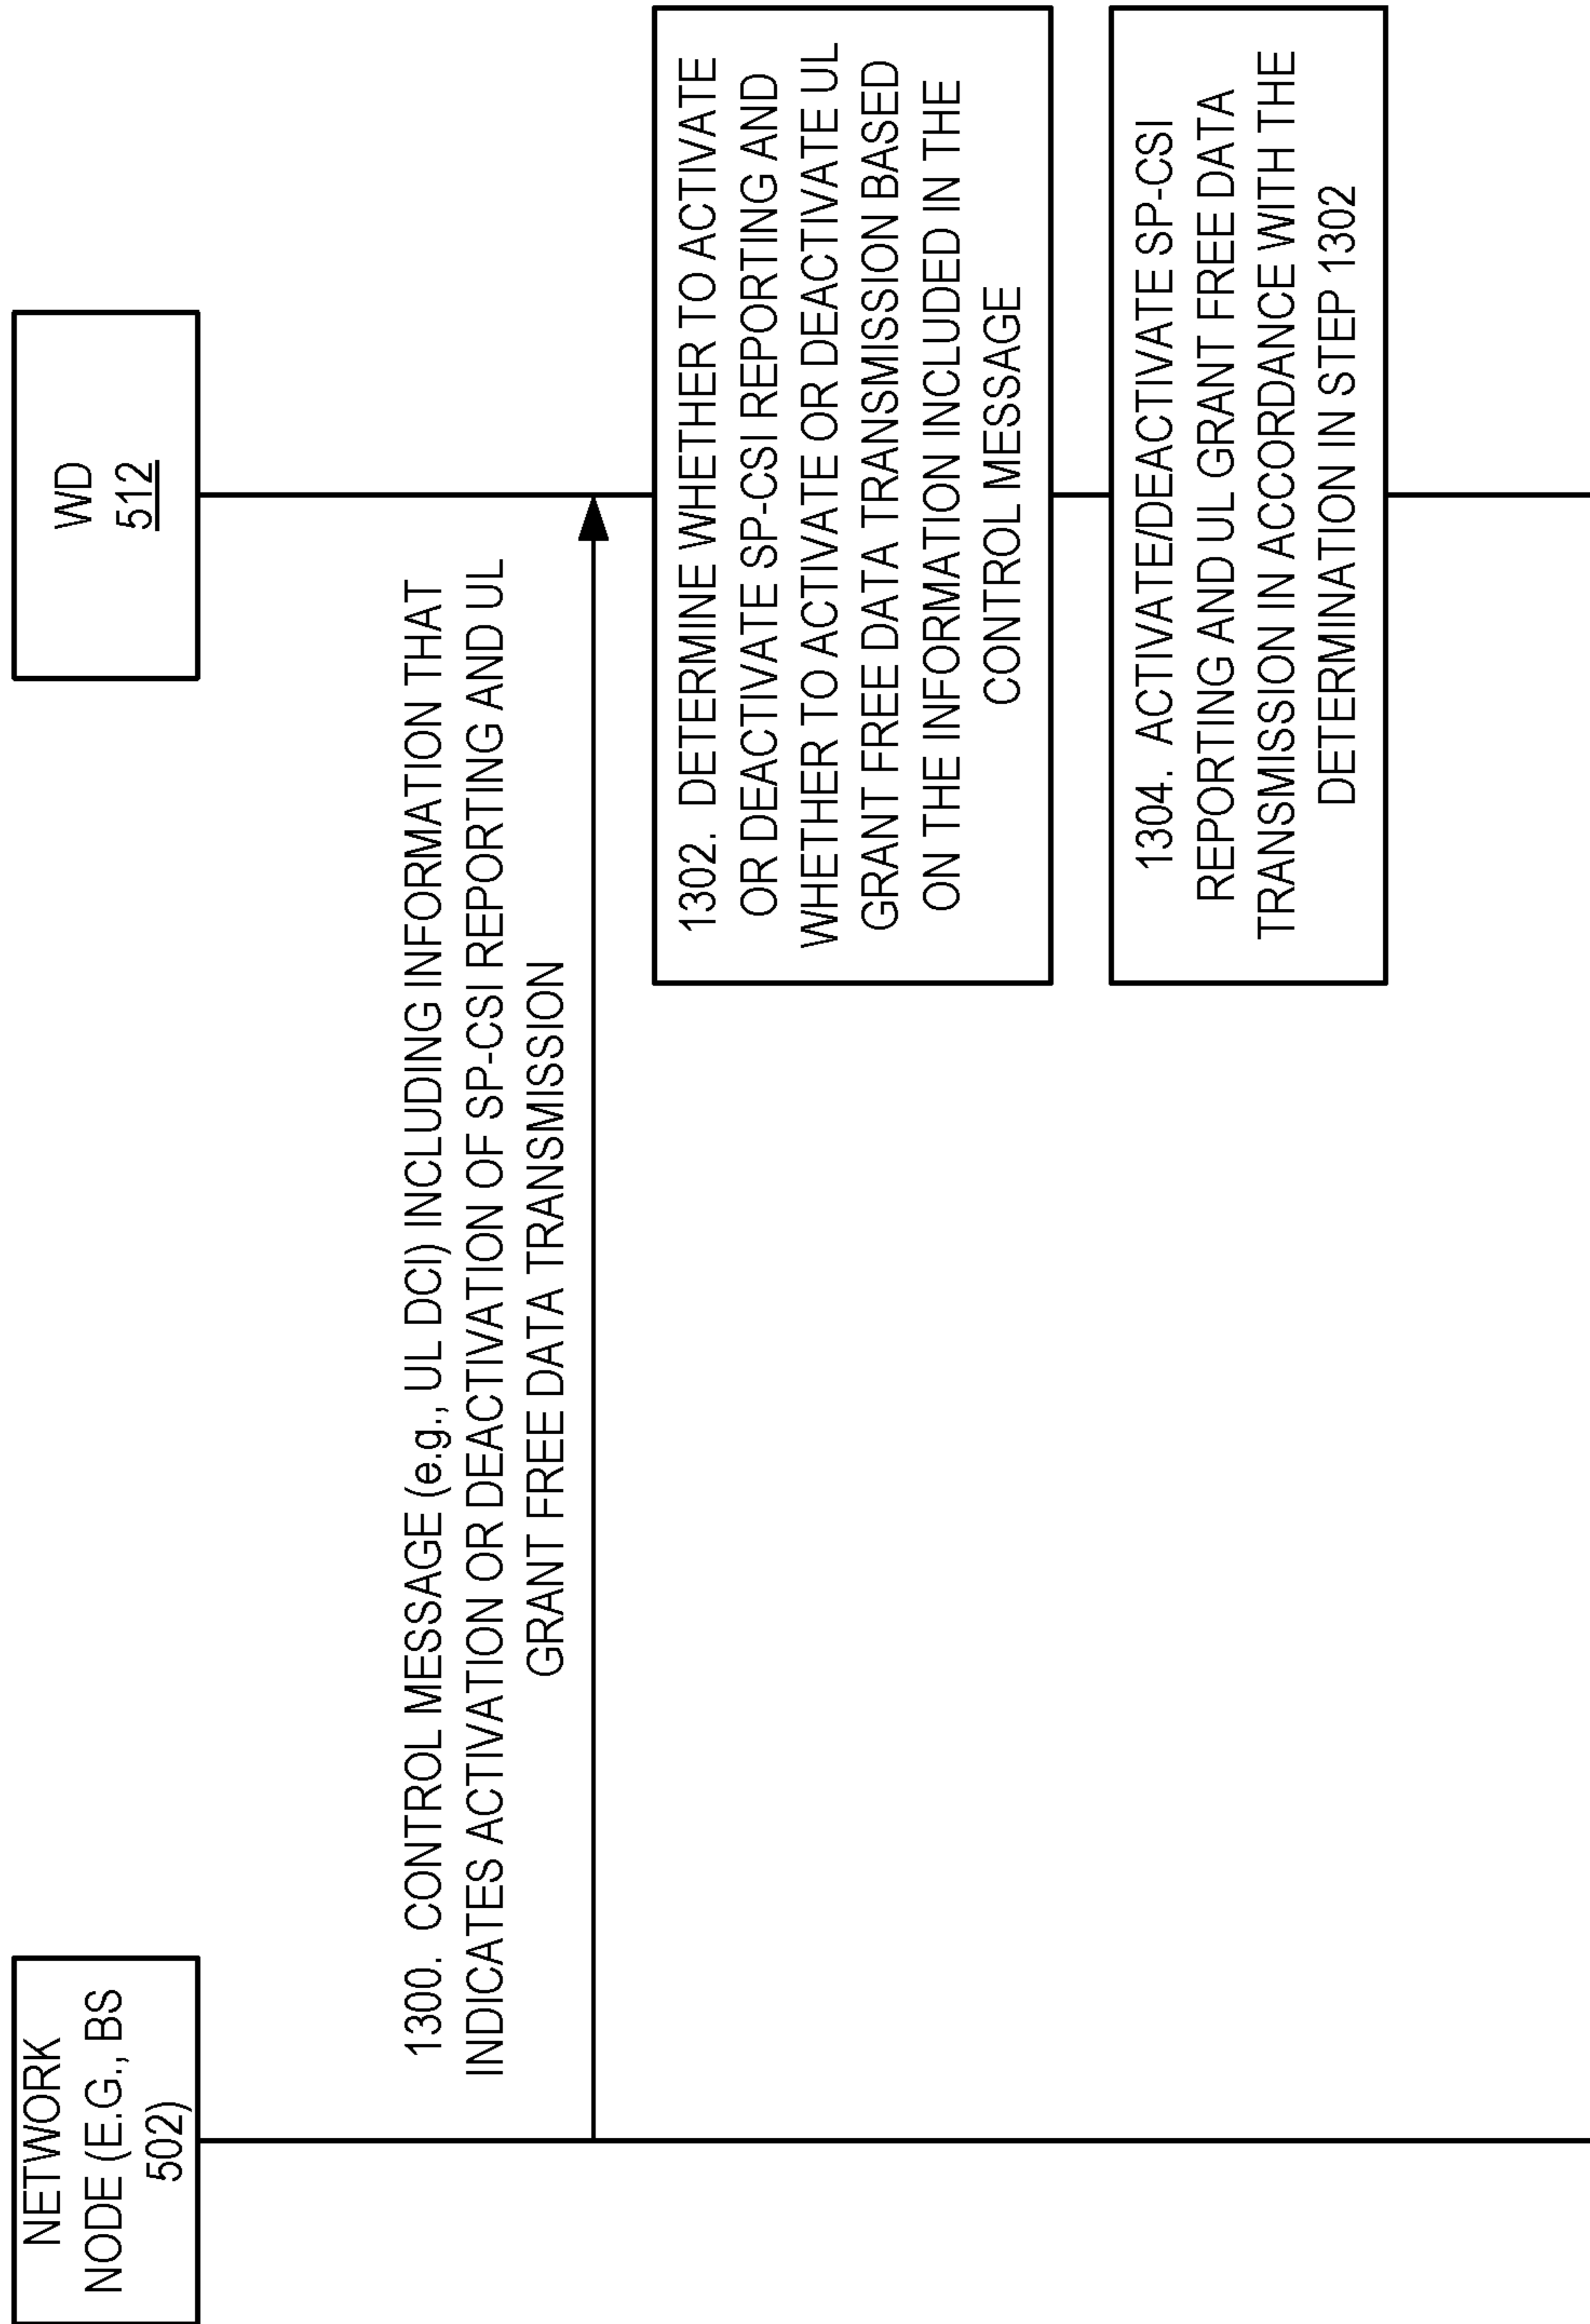 NETWORK
NODE (E.G., BS
502)
WD
512
1300. CONTROL MESSAGE (e.g., UL DCI) INCLUDING INFORMATION THAT
INDICATES ACTIVATION OR DEACTIVATION OF SP-CSI REPORTING AND UL
GRANT FREE DATA TRANSMISSION
1302. DETERMINE WHETHER TO ACTIVATE
OR DEACTIVATE SP-CSI REPORTING AND
WHETHER TO ACTIVATE OR DEACTIVATE UL
GRANT FREE DATA TRANSMISSION BASED
ON THE INFORMATION INCLUDED IN THE
CONTROL MESSAGE
1304. ACTIVATE/DEACTIVATE SP-CSI
REPORTING AND UL GRANT FREE DATA
TRANSMISSION IN ACCORDANCE WITH THE
DETERMINATION IN STEP 1302